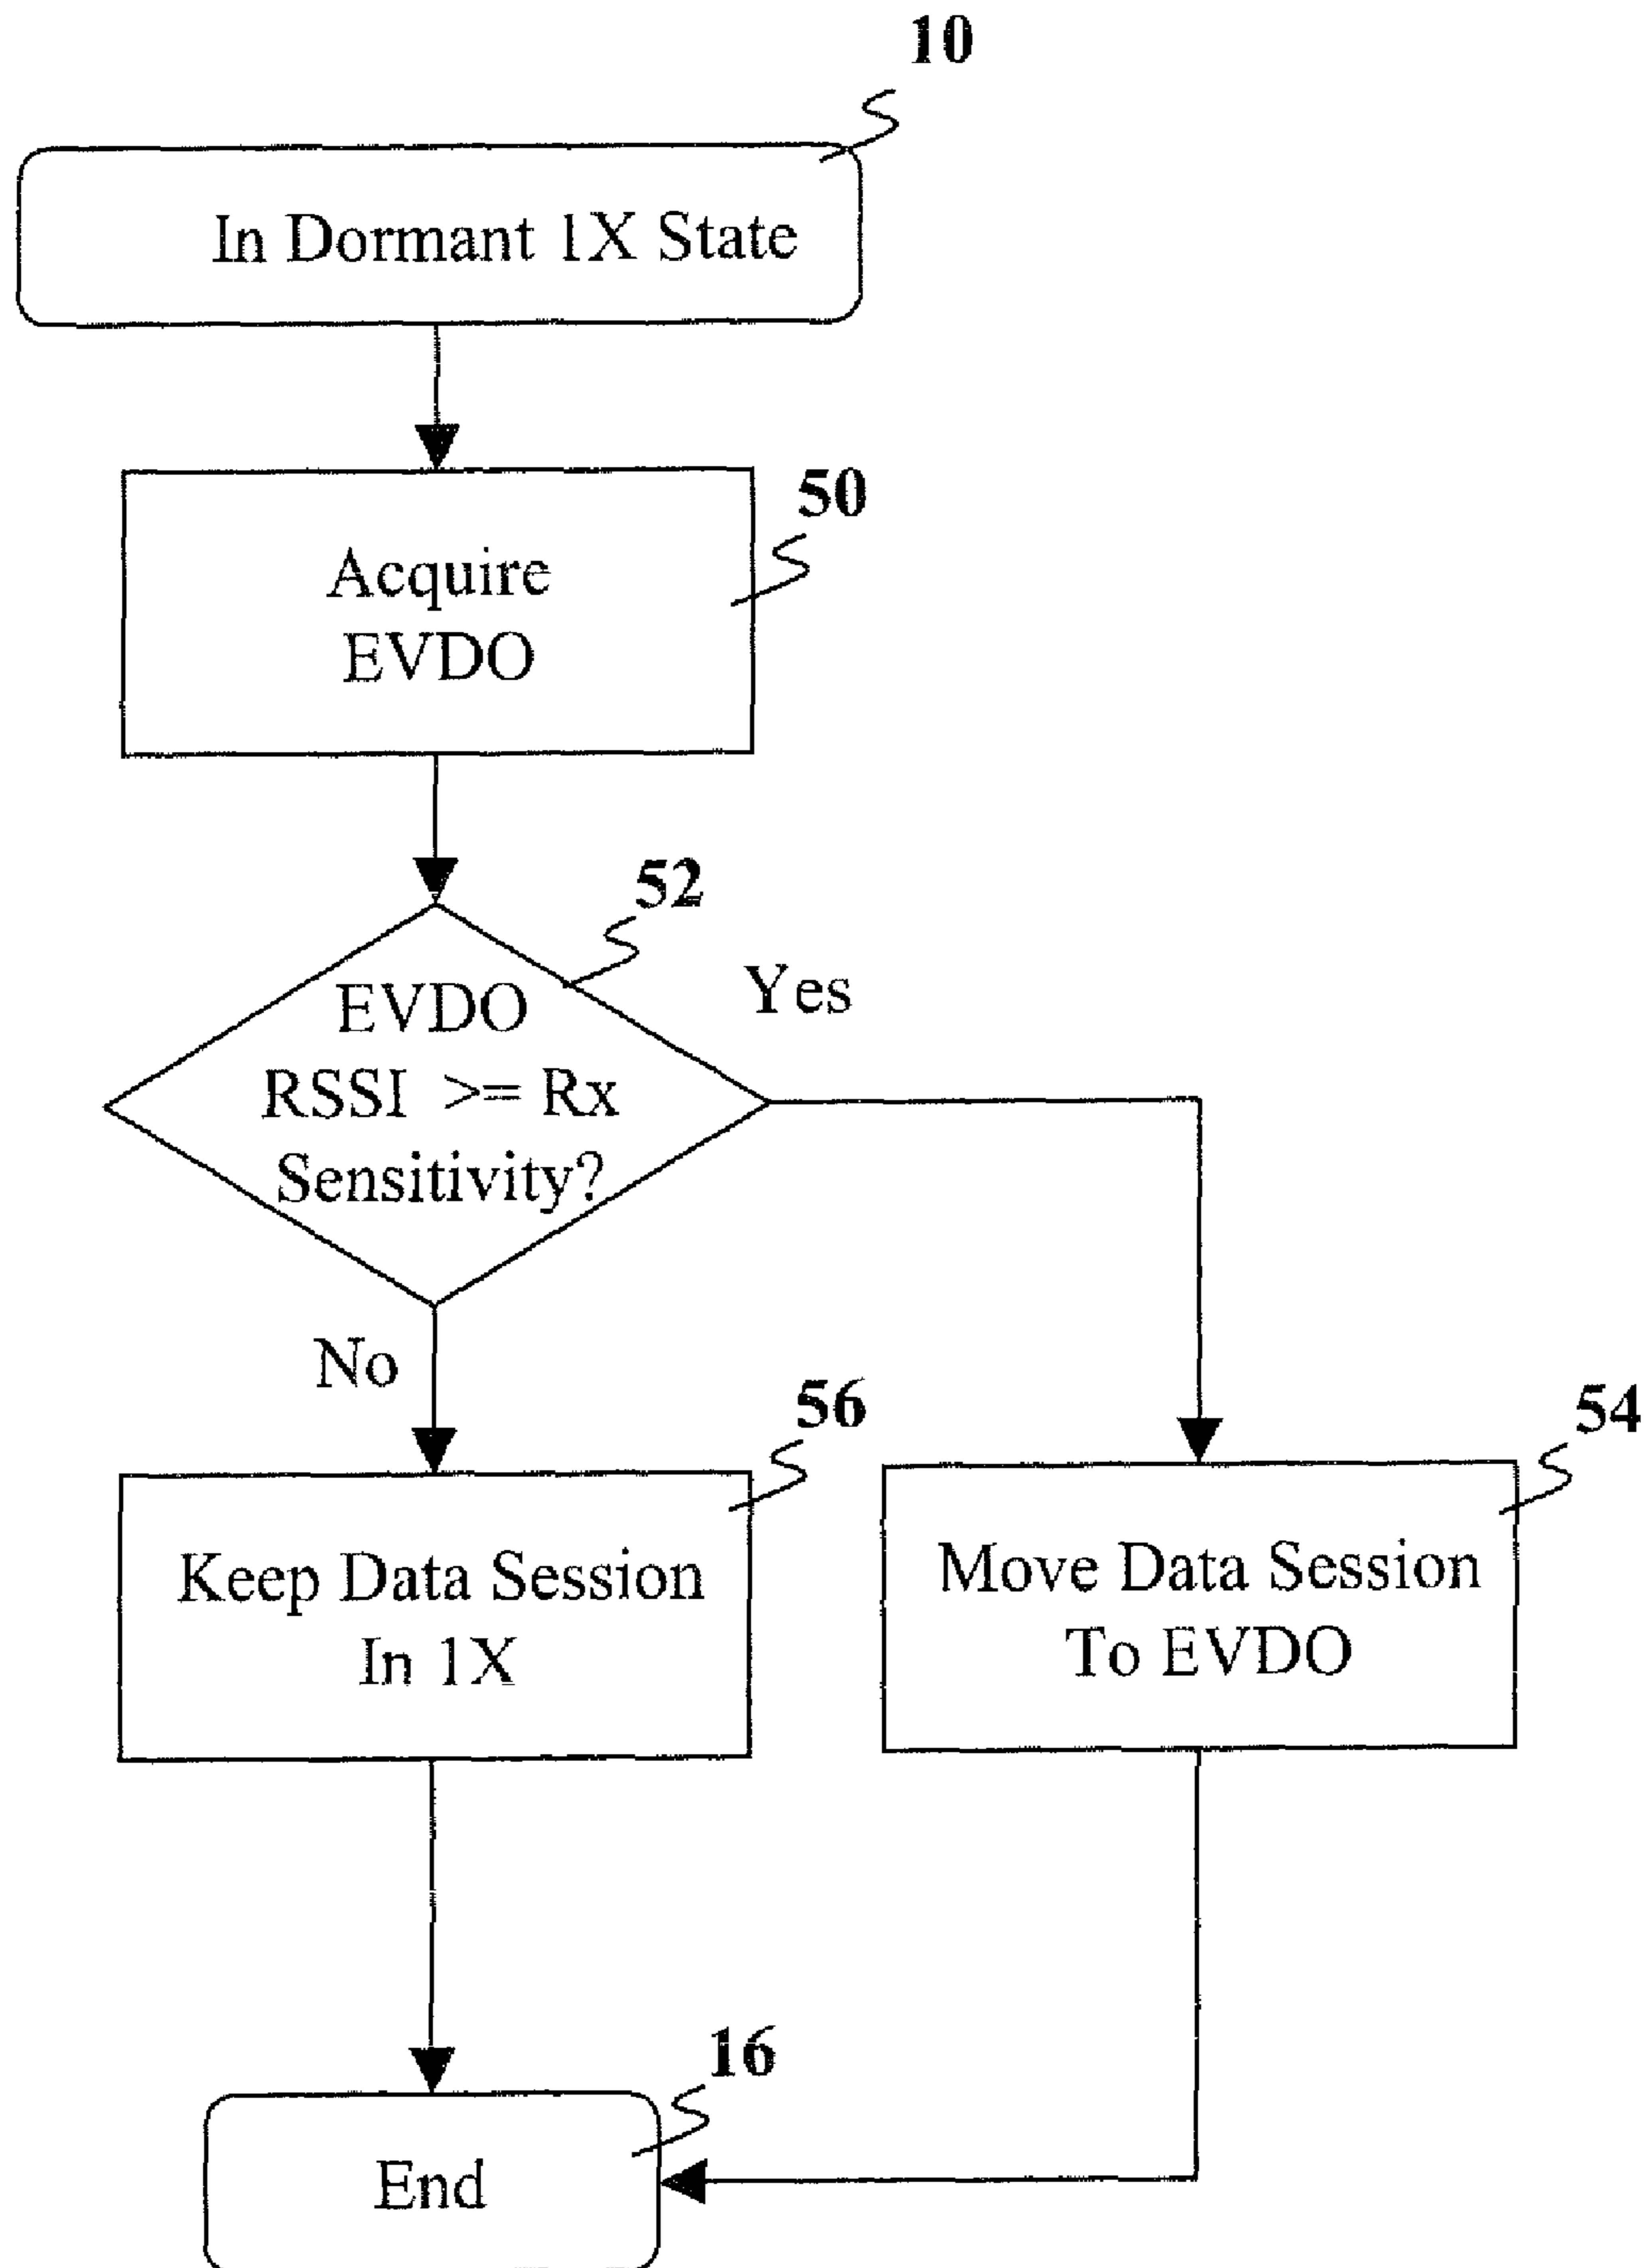 10
In Dormant 1X State
50
Acquire
EVDO
52
Yes
EVDO
RSSI >= Rx
Sensitivity?
No
56
54
Keep Data Session
In 1X
Move Data Session
To EVDO
16
End